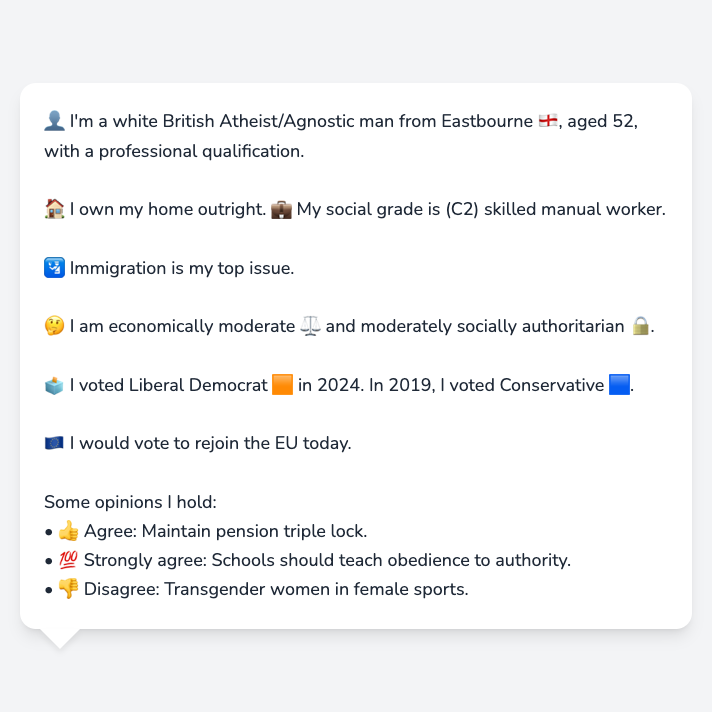 👤 I'm a white British Atheist/Agnostic man from Eastbourne 🏴󠁧󠁢󠁥󠁮󠁧󠁿, aged 52,
with a professional qualification.
🏠 I own my home outright. 💼 My social grade is (C2) skilled manual worker.
🛂 Immigration is my top issue.
🤔 I am economically moderate ⚖️ and moderately socially authoritarian 🔒.
🗳️ I voted Liberal Democrat 🟧 in 2024. In 2019, I voted Conservative 🟦.
🇪🇺 I would vote to rejoin the EU today.
Some opinions I hold:
• 👍 Agree: Maintain pension triple lock.
• 💯 Strongly agree: Schools should teach obedience to authority.
• 👎 Disagree: Transgender women in female sports.